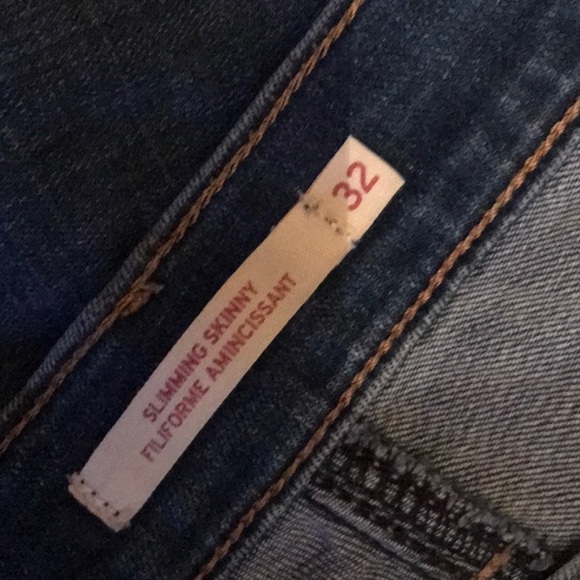 32
SLIMMING SKINNY
FILIFORME AMINCISSANT